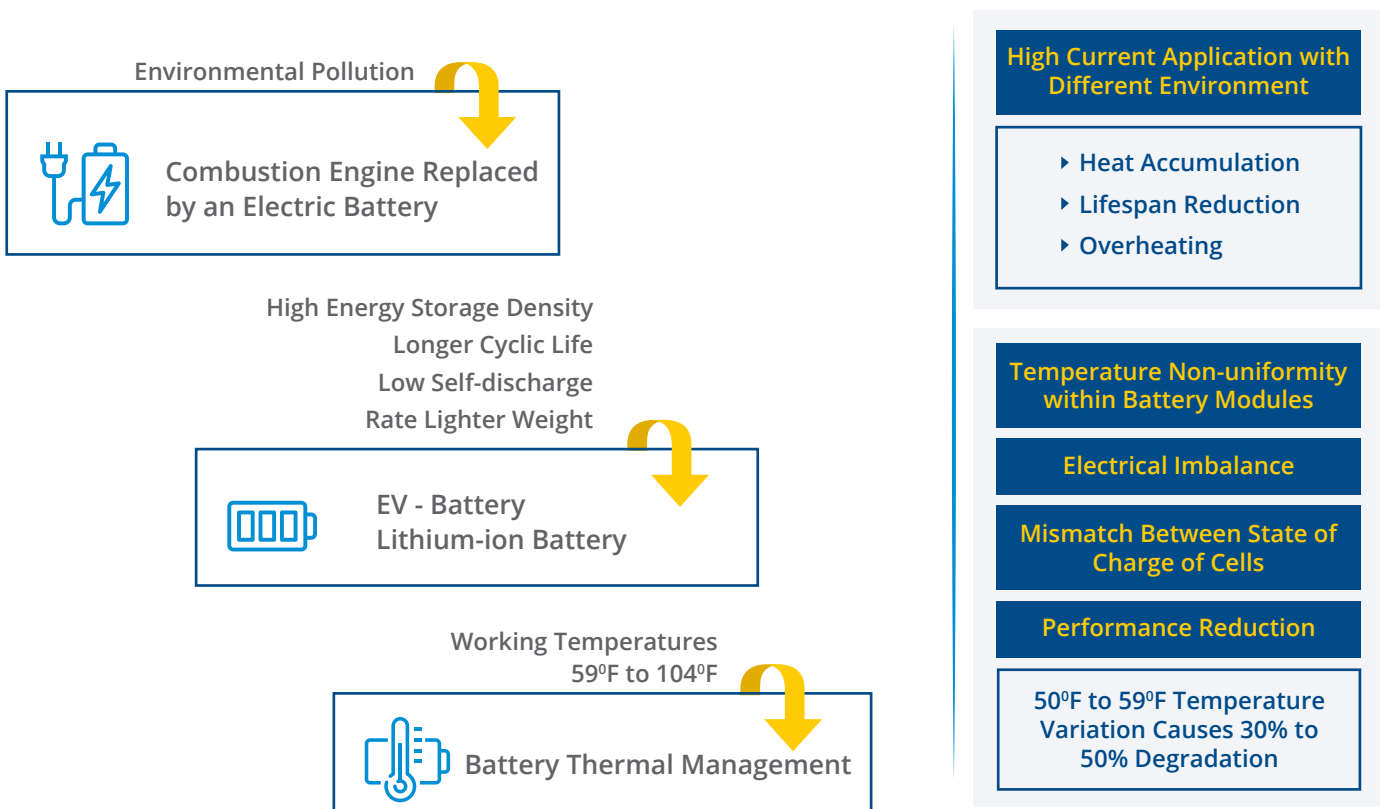 Environmental Pollution
Combustion Engine Replaced
by an Electric Battery
High Energy Storage Density
Longer Cyclic Life
Low Self-discharge
Rate Lighter Weight
EV - Battery
Lithium-ion Battery
Working Temperatures
59⁰F to 104⁰F
Battery Thermal Management
High Current Application with
Different Environment
Heat Accumulation
Lifespan Reduction
Overheating
Temperature Non-uniformity
within Battery Modules
Electrical Imbalance
Mismatch Between State of
Charge of Cells
Performance Reduction
50⁰F to 59⁰F Temperature
Variation Causes 30% to
50% Degradation